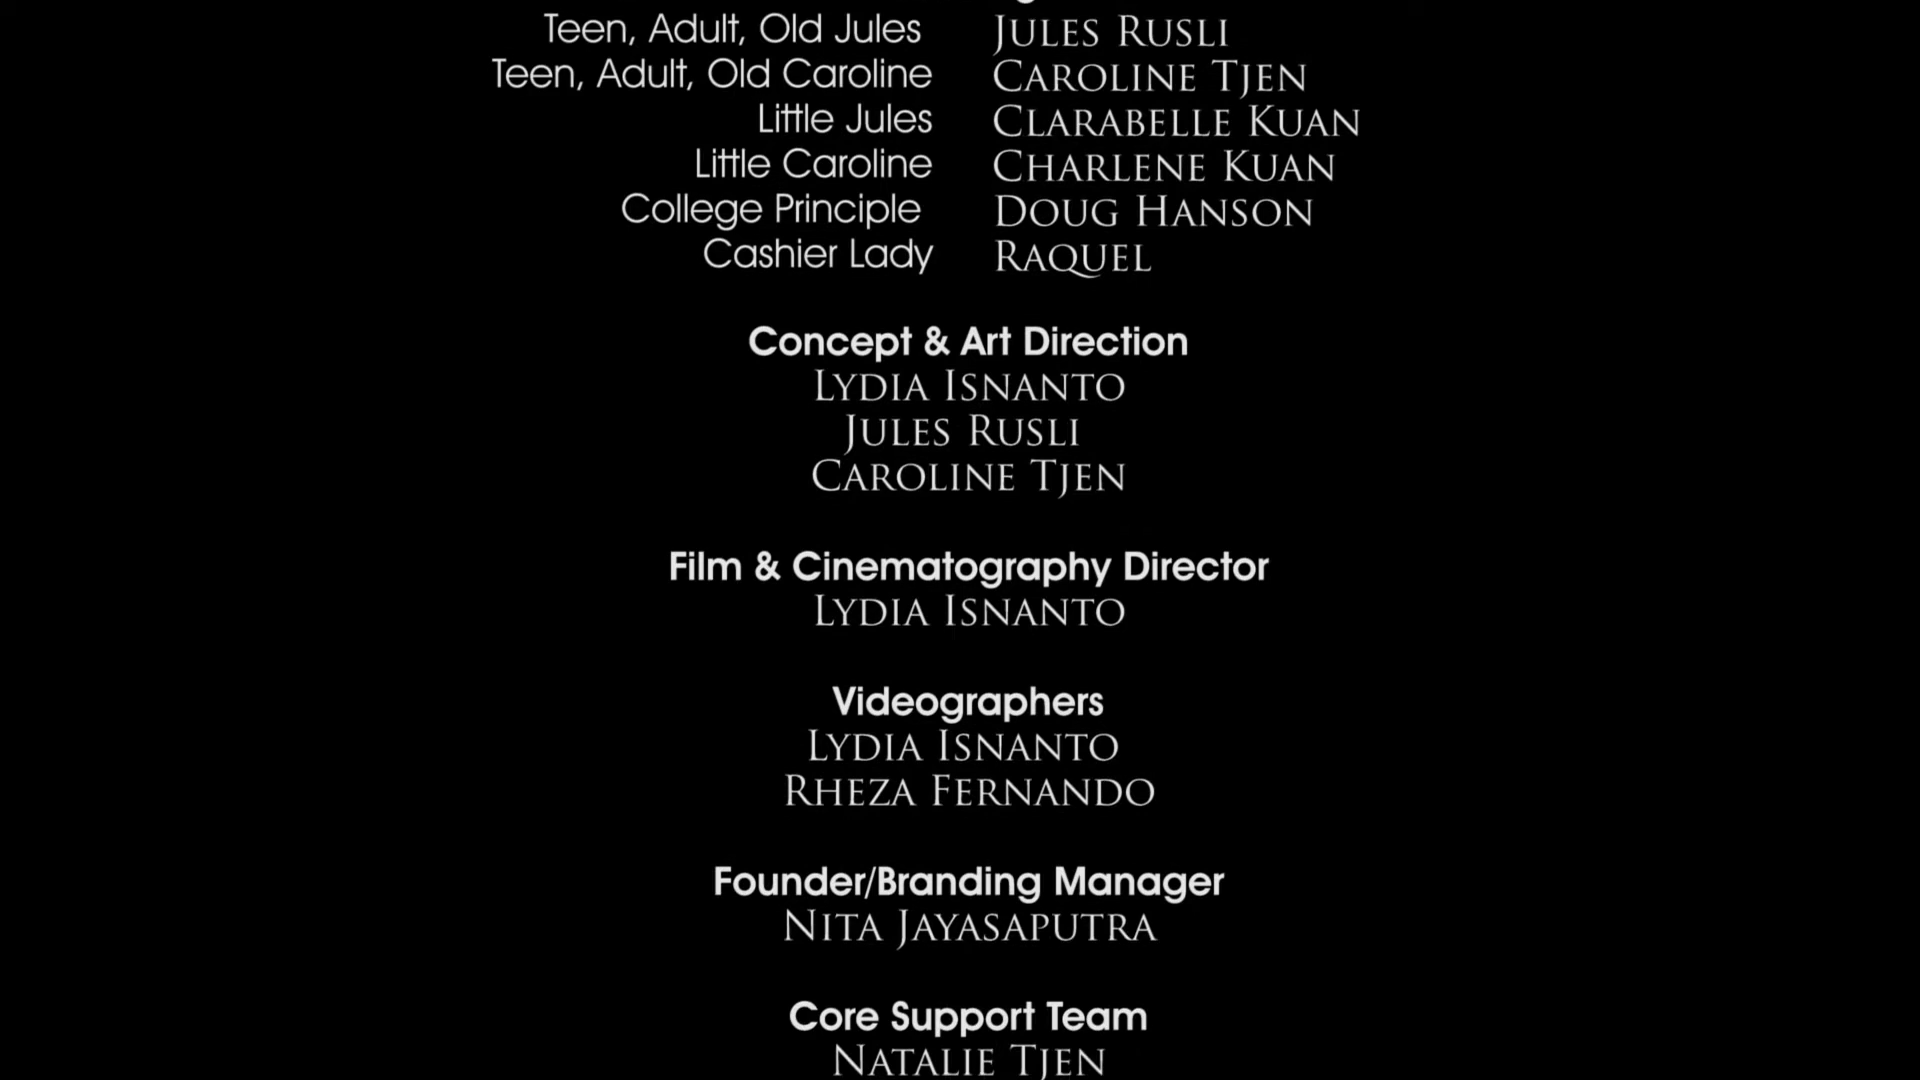 Teen, Adult, Old Jules JULES RUSLI
Teen, Adult, Old Caroline CAROLINE TJEN
Little Jules CLARABELLE KUAN
Little Caroline CHARLENE KUAN
College Principle DOUG HANSON
Cashier Lady RAQUEL
Concept & Art Direction
LYDIA ISNANTO
JULES RUSLI
CAROLINE TJEN
Film & Cinematography Director
LYDIA ISNANTO
Videographers
LYDIA ISNANTO
RHEZA FERNANDO
Founder/Branding Manager
NITA JAYASAPUTRA
Core Support Team
NATALIE TJEN